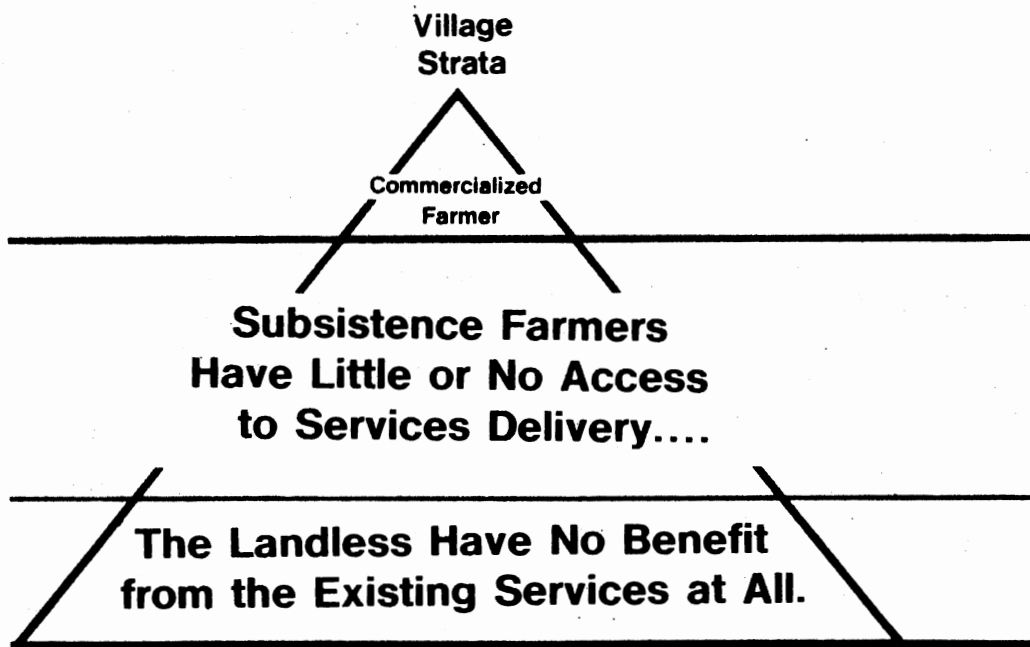 Village
Strata
Commercialized
Farmer
Subsistence Farmers
Have Little or No Access
to Services Delivery....
The Landless Have No Benefit
from the Existing Services at All.